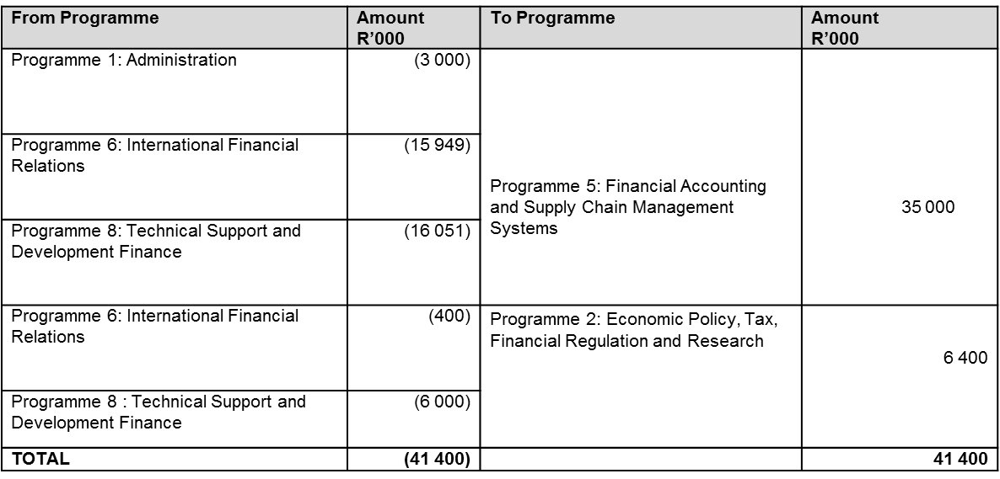 From Programme Amount To Programme Amount
R’000 R’000
Programme 1: Administration (3 000)
Programme 6: International Financial (15 949)
Relations
Programme 5: Financial Accounting
and Supply Chain Management 35 000
Systems
Programme 8: Technical Support and (16 051)
Development Finance
Programme 6: International Financial (400) Programme 2: Economic Policy, Tax,
Relations Financial Regulation and Research
6 400
Programme 8 : Technical Support and (6 000)
Development Finance
TOTAL (41 400) 41 400